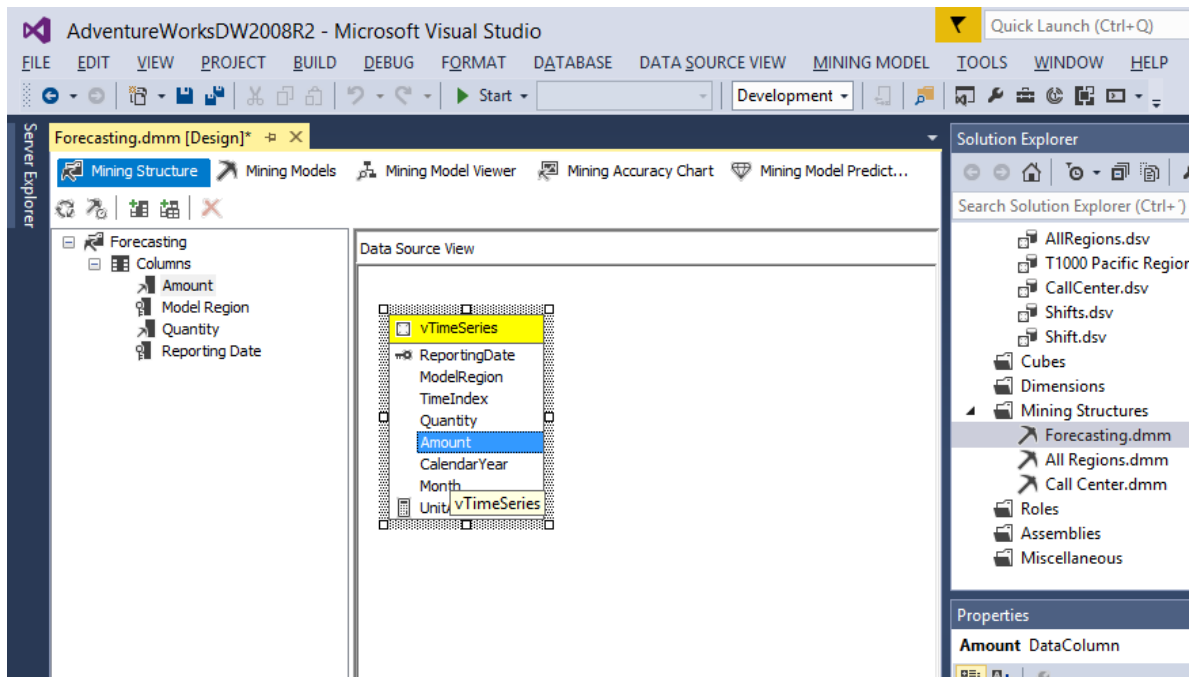 AdventureWorksDW2008R2 - Microsoft Visual Studio
Quick Launch (Ctrl+Q)
FILE EDIT VIEW PROJECT BUILD DEBUG FORMAT DATABASE DATA SOURCE VIEW MINING MODEL TOOLS WINDOW HELP
Start Development
Server Explorer
Forecasting.dmm [Design]*
Mining Structure Mining Models Mining Model Viewer Mining Accuracy Chart Mining Model Predict...
Forecasting
Columns
Amount
Model Region
Quantity
Reporting Date
Data Source View
vTimeSeries
ReportingDate
ModelRegion
TimeIndex
Quantity
Amount
CalendarYear
Month
vTimeSeries
Solution Explorer
Search Solution Explorer (Ctrl+
AllRegions.dsv
T1000 Pacific Region
CallCenter.dsv
Shifts.dsv
Shift.dsv
Cubes
Dimensions
Mining Structures
Forecasting.dmm
All Regions.dmm
Call Center.dmm
Roles
Assemblies
Miscellaneous
Properties
Amount DataColumn